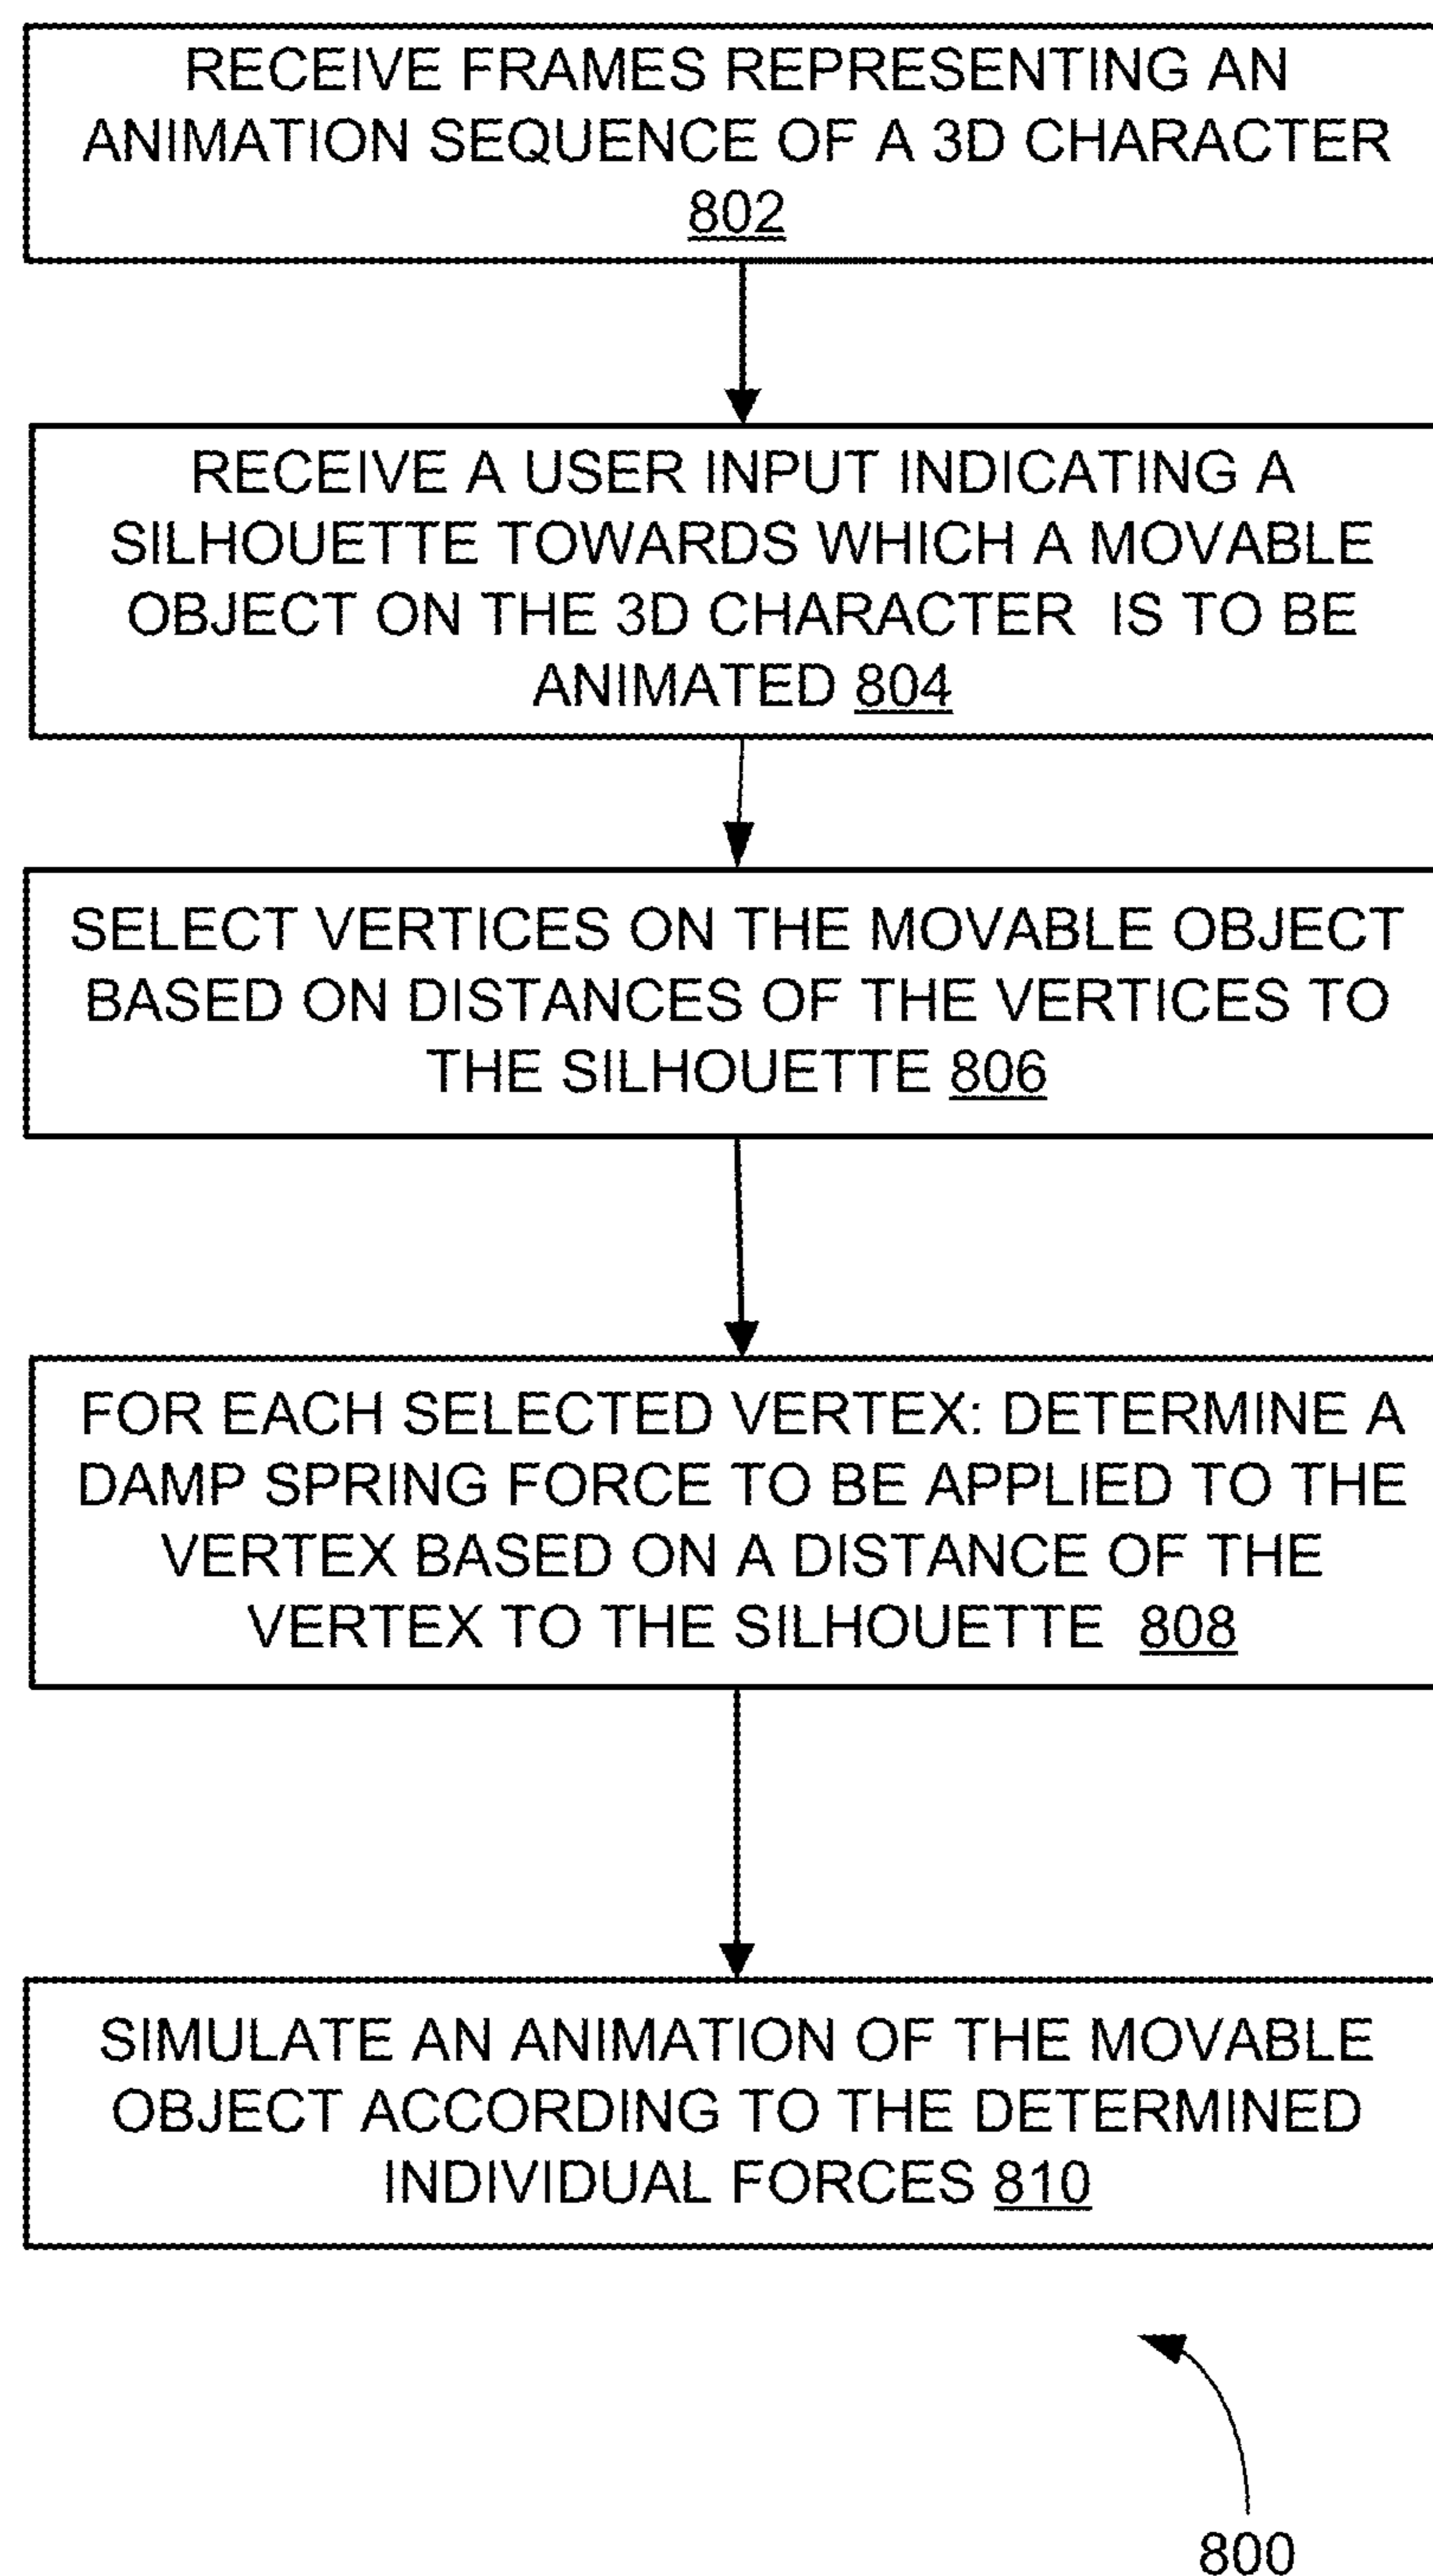 RECEIVE FRAMES REPRESENTING AN
ANIMATION SEQUENCE OF A 3D CHARACTER
802
RECEIVE A USER INPUT INDICATING A
SILHOUETTE TOWARDS WHICH A MOVABLE
OBJECT ON THE 3D CHARACTER IS TO BE
ANIMATED 804
SELECT VERTICES ON THE MOVABLE OBJECT
BASED ON DISTANCES OF THE VERTICES TO
THE SILHOUETTE 806
FOR EACH SELECTED VERTEX: DETERMINE A
DAMP SPRING FORCE TO BE APPLIED TO THE
VERTEX BASED ON A DISTANCE OF THE
VERTEX TO THE SILHOUETTE 808
SIMULATE AN ANIMATION OF THE MOVABLE
OBJECT ACCORDING TO THE DETERMINED
INDIVIDUAL FORCES 810
800